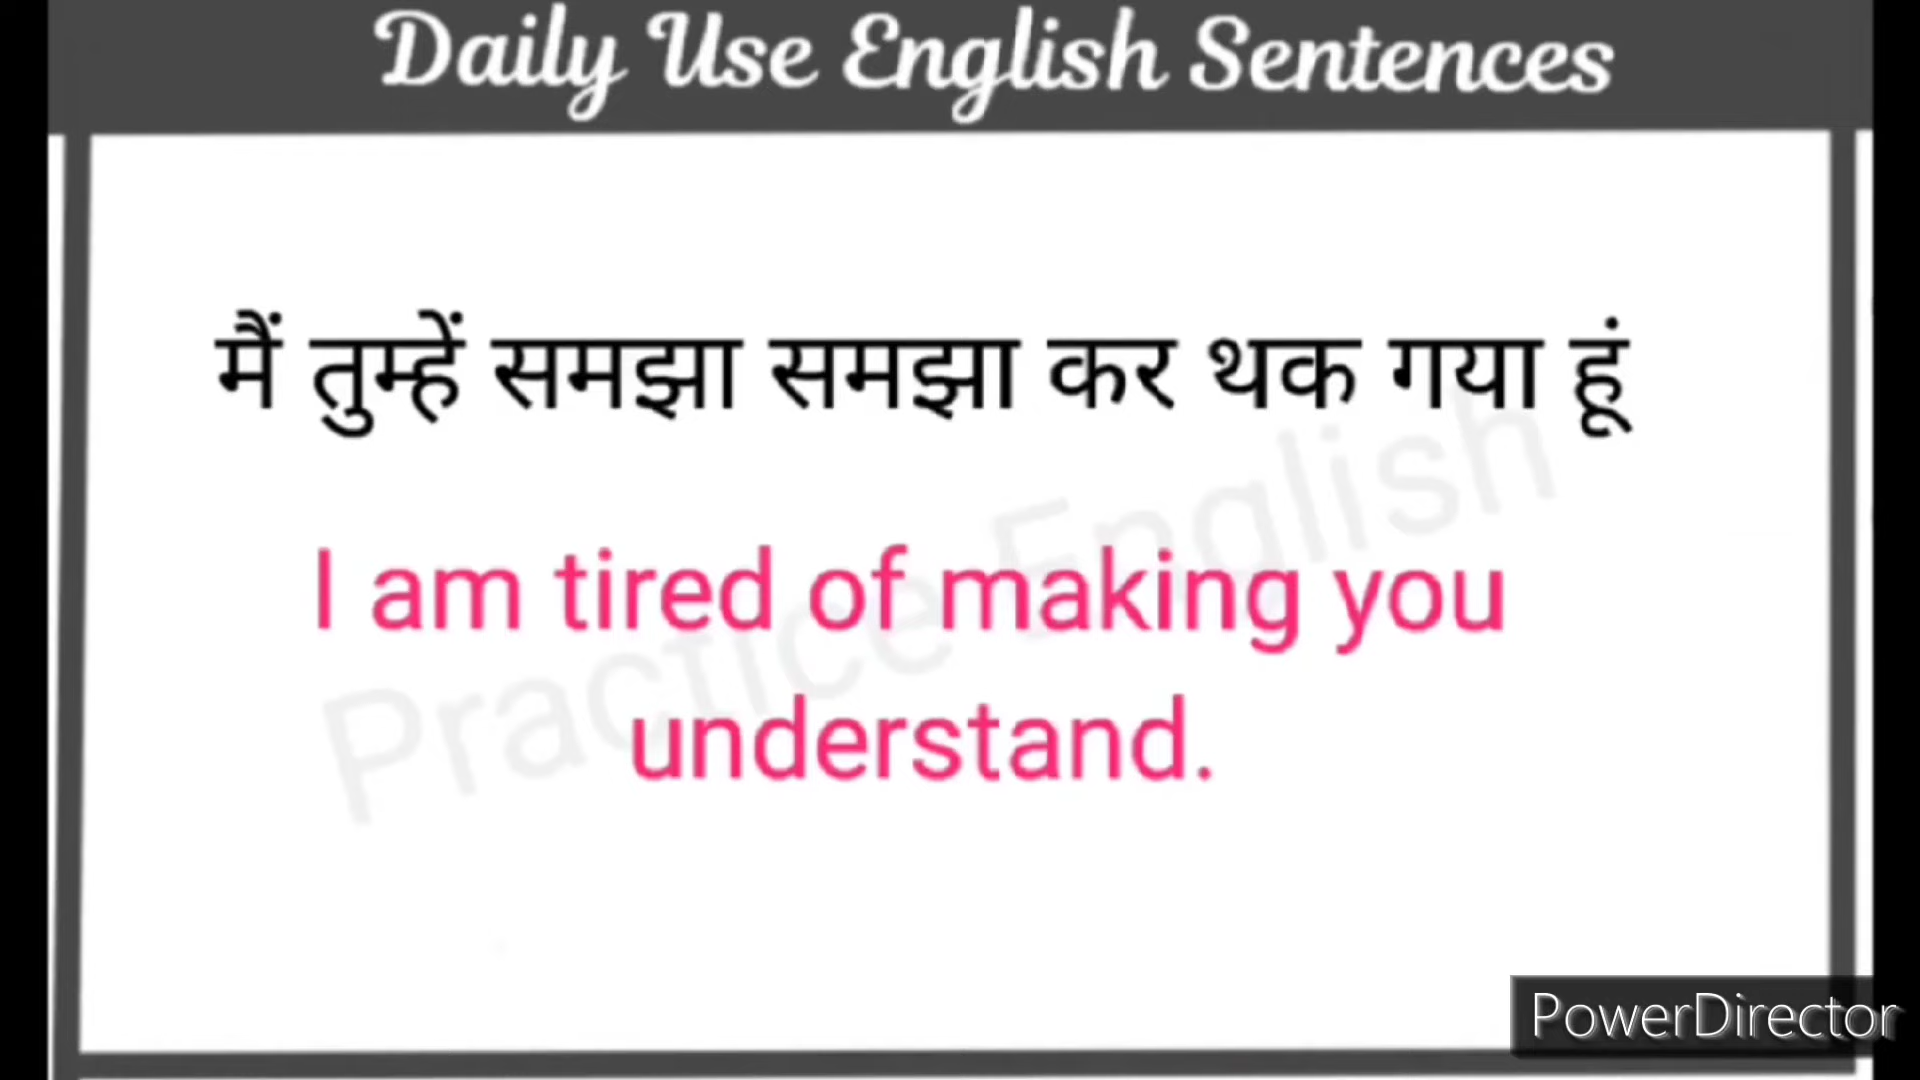 Daily Use English Sentences
मैं तुम्हें समझा समझा कर थक गया हूं
I am tired of making you
understand.
Practice English
PowerDirector